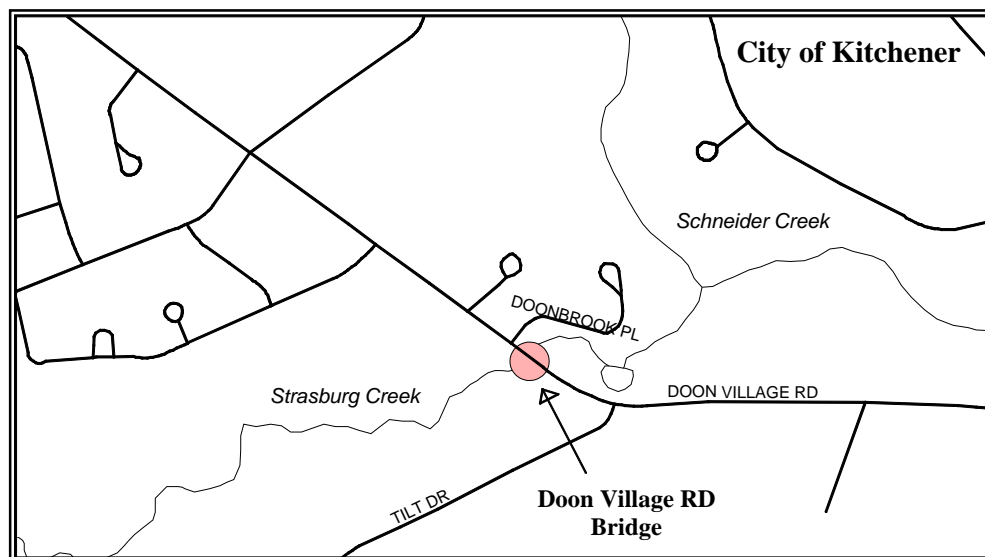 City of Kitchener
Schneider Creek
DOONBROOK PL
Strasburg Creek
DOON VILLAGE RD
TILT DR
Doon Village RD
Bridge